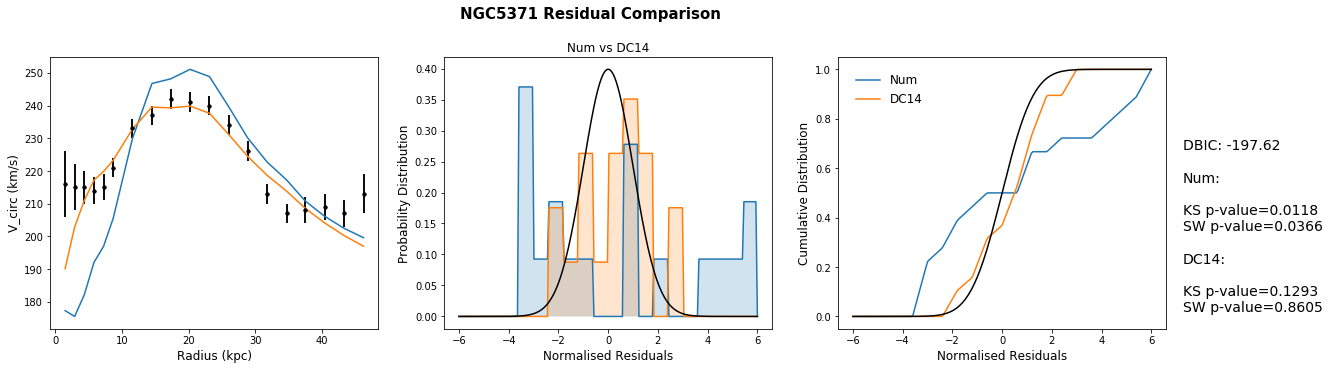 NGC5371 Residual Comparison
V_circ (km/s)
250
240
230
220
210
200
190
180
0
10
20
30
40
Radius (kpc)
Num vs DC14
Probability Distribution
0.40
0.35
0.30
0.25
0.20
0.15
0.10
0.05
0.00
−6
−4
−2
0
2
4
6
Normalised Residuals
Cumulative Distribution
1.0
0.8
0.6
0.4
0.2
0.0
Num
DC14
−6
−4
−2
0
2
4
6
Normalised Residuals
DBIC: -197.62
Num:
KS p-value=0.0118
SW p-value=0.0366
DC14:
KS p-value=0.1293
SW p-value=0.8605